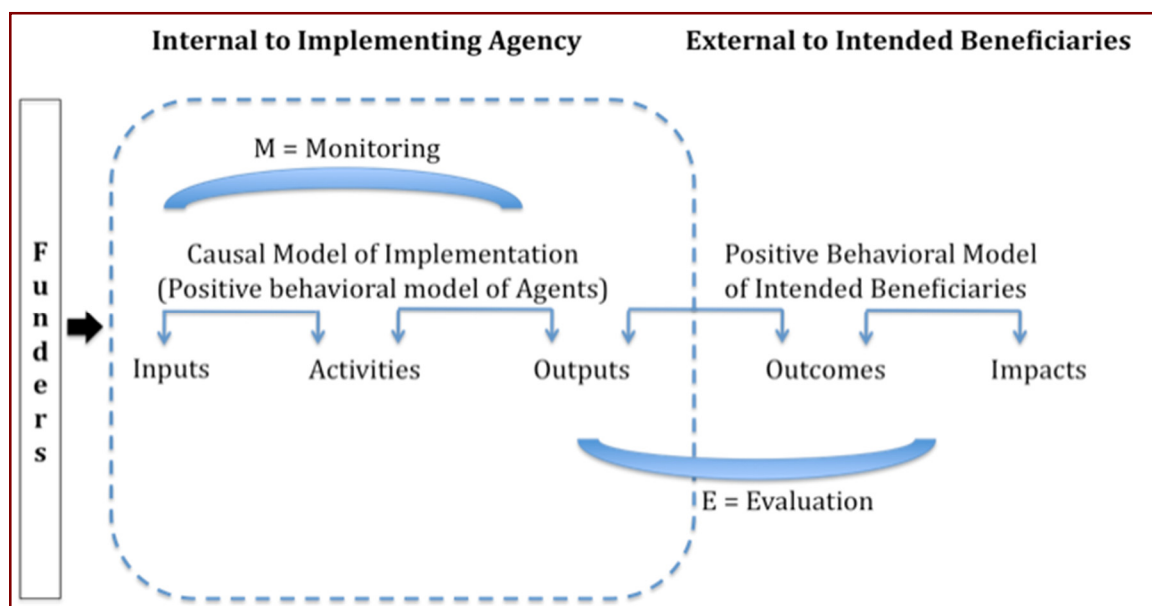 Internal to Implementing Agency
External to Intended Beneficiaries
Funders
M = Monitoring
Causal Model of Implementation
(Positive behavioral model of Agents)
Positive Behavioral Model
of Intended Beneficiaries
Inputs
Activities
Outputs
Outcomes
Impacts
E = Evaluation